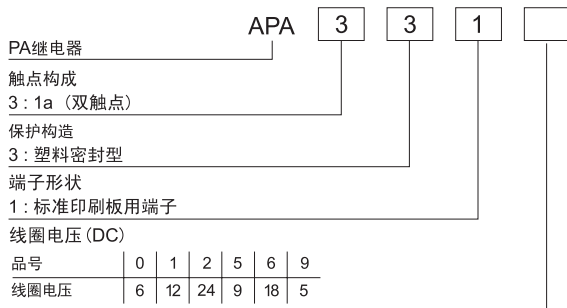 APA 3 3 1
PA继电器
触点构成
3 : 1a (双触点)
保护构造
3 : 塑料密封型
端子形状
1 : 标准印刷板用端子
线圈电压(DC)
品号 0 1 2 5 6 9
线圈电压 6 12 24 9 18 5